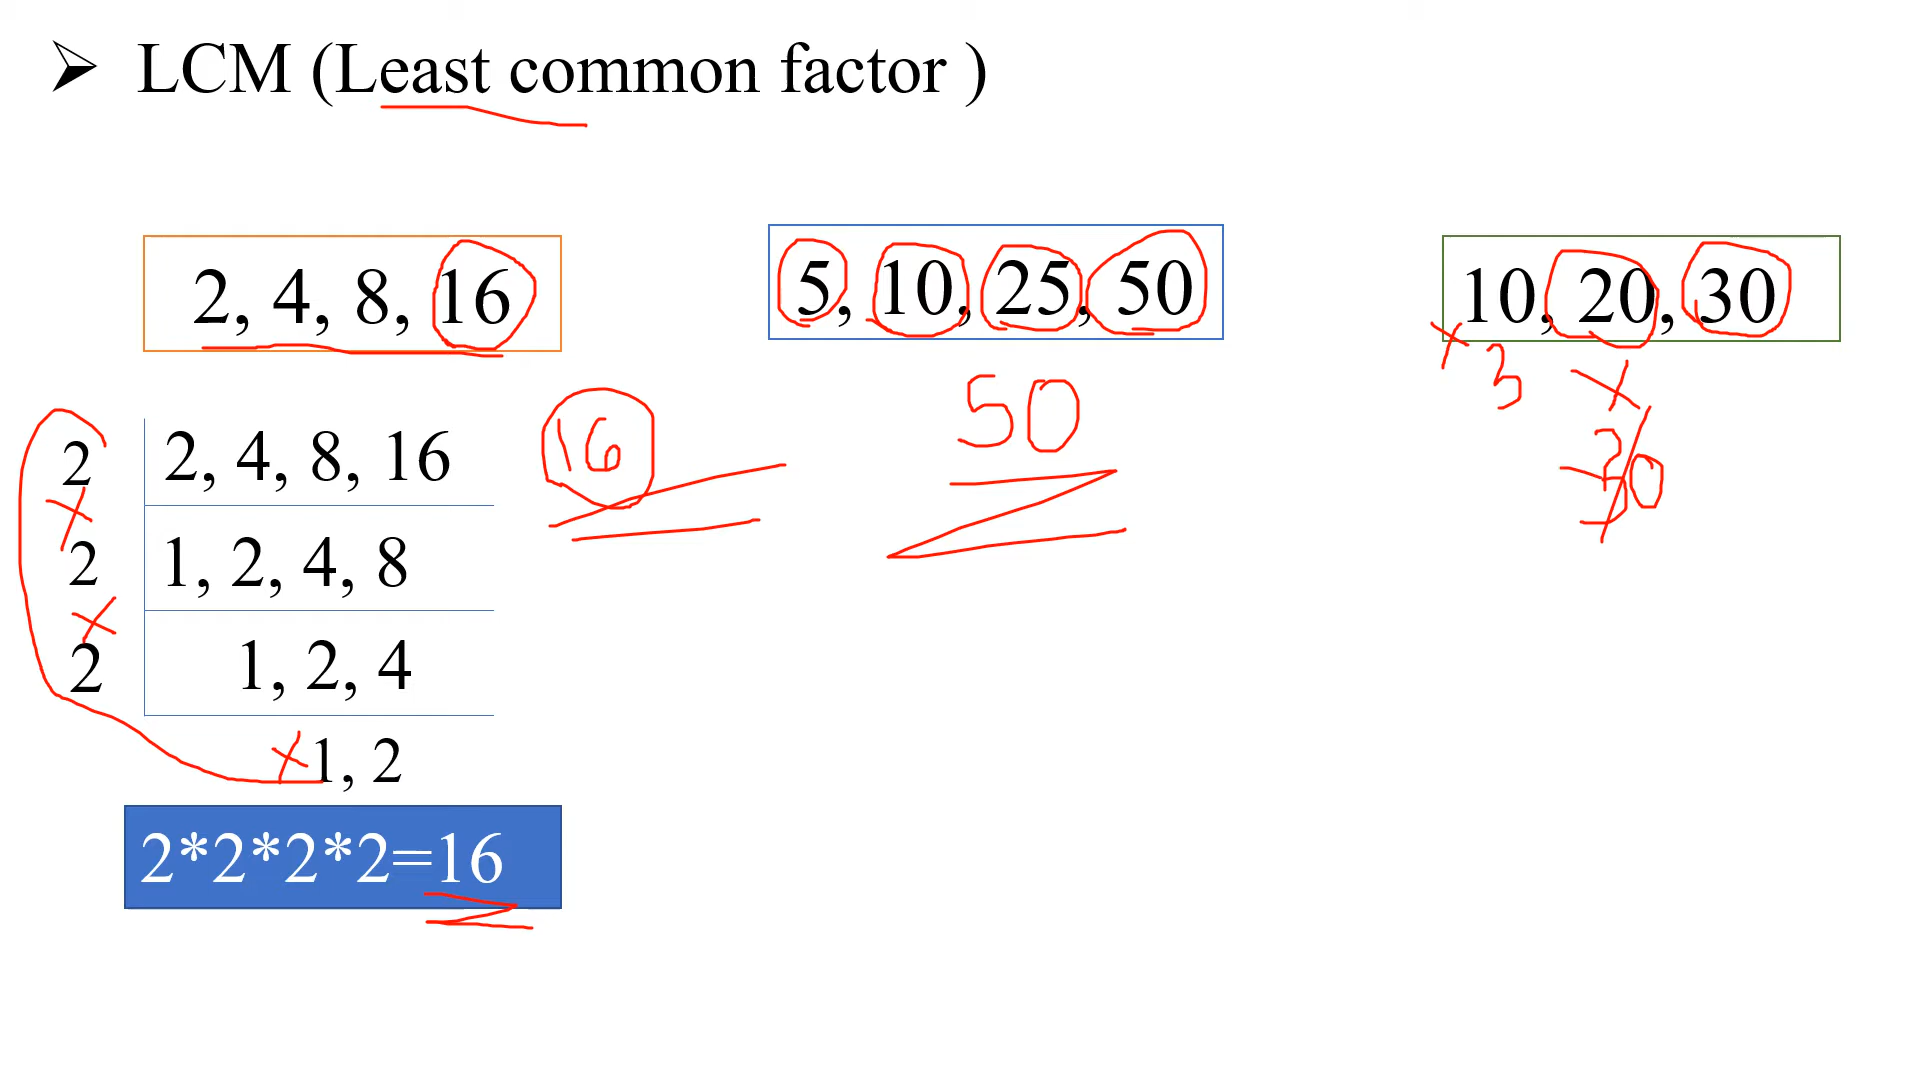 ➢ LCM (Least common factor )
2, 4, 8, 16
5, 10, 25, 50
10, 20, 30
× 3 ×
16
50
30
2 2, 4, 8, 16
×
2 1, 2, 4, 8
×
2 1, 2, 4
× 1, 2
2*2*2*2=16